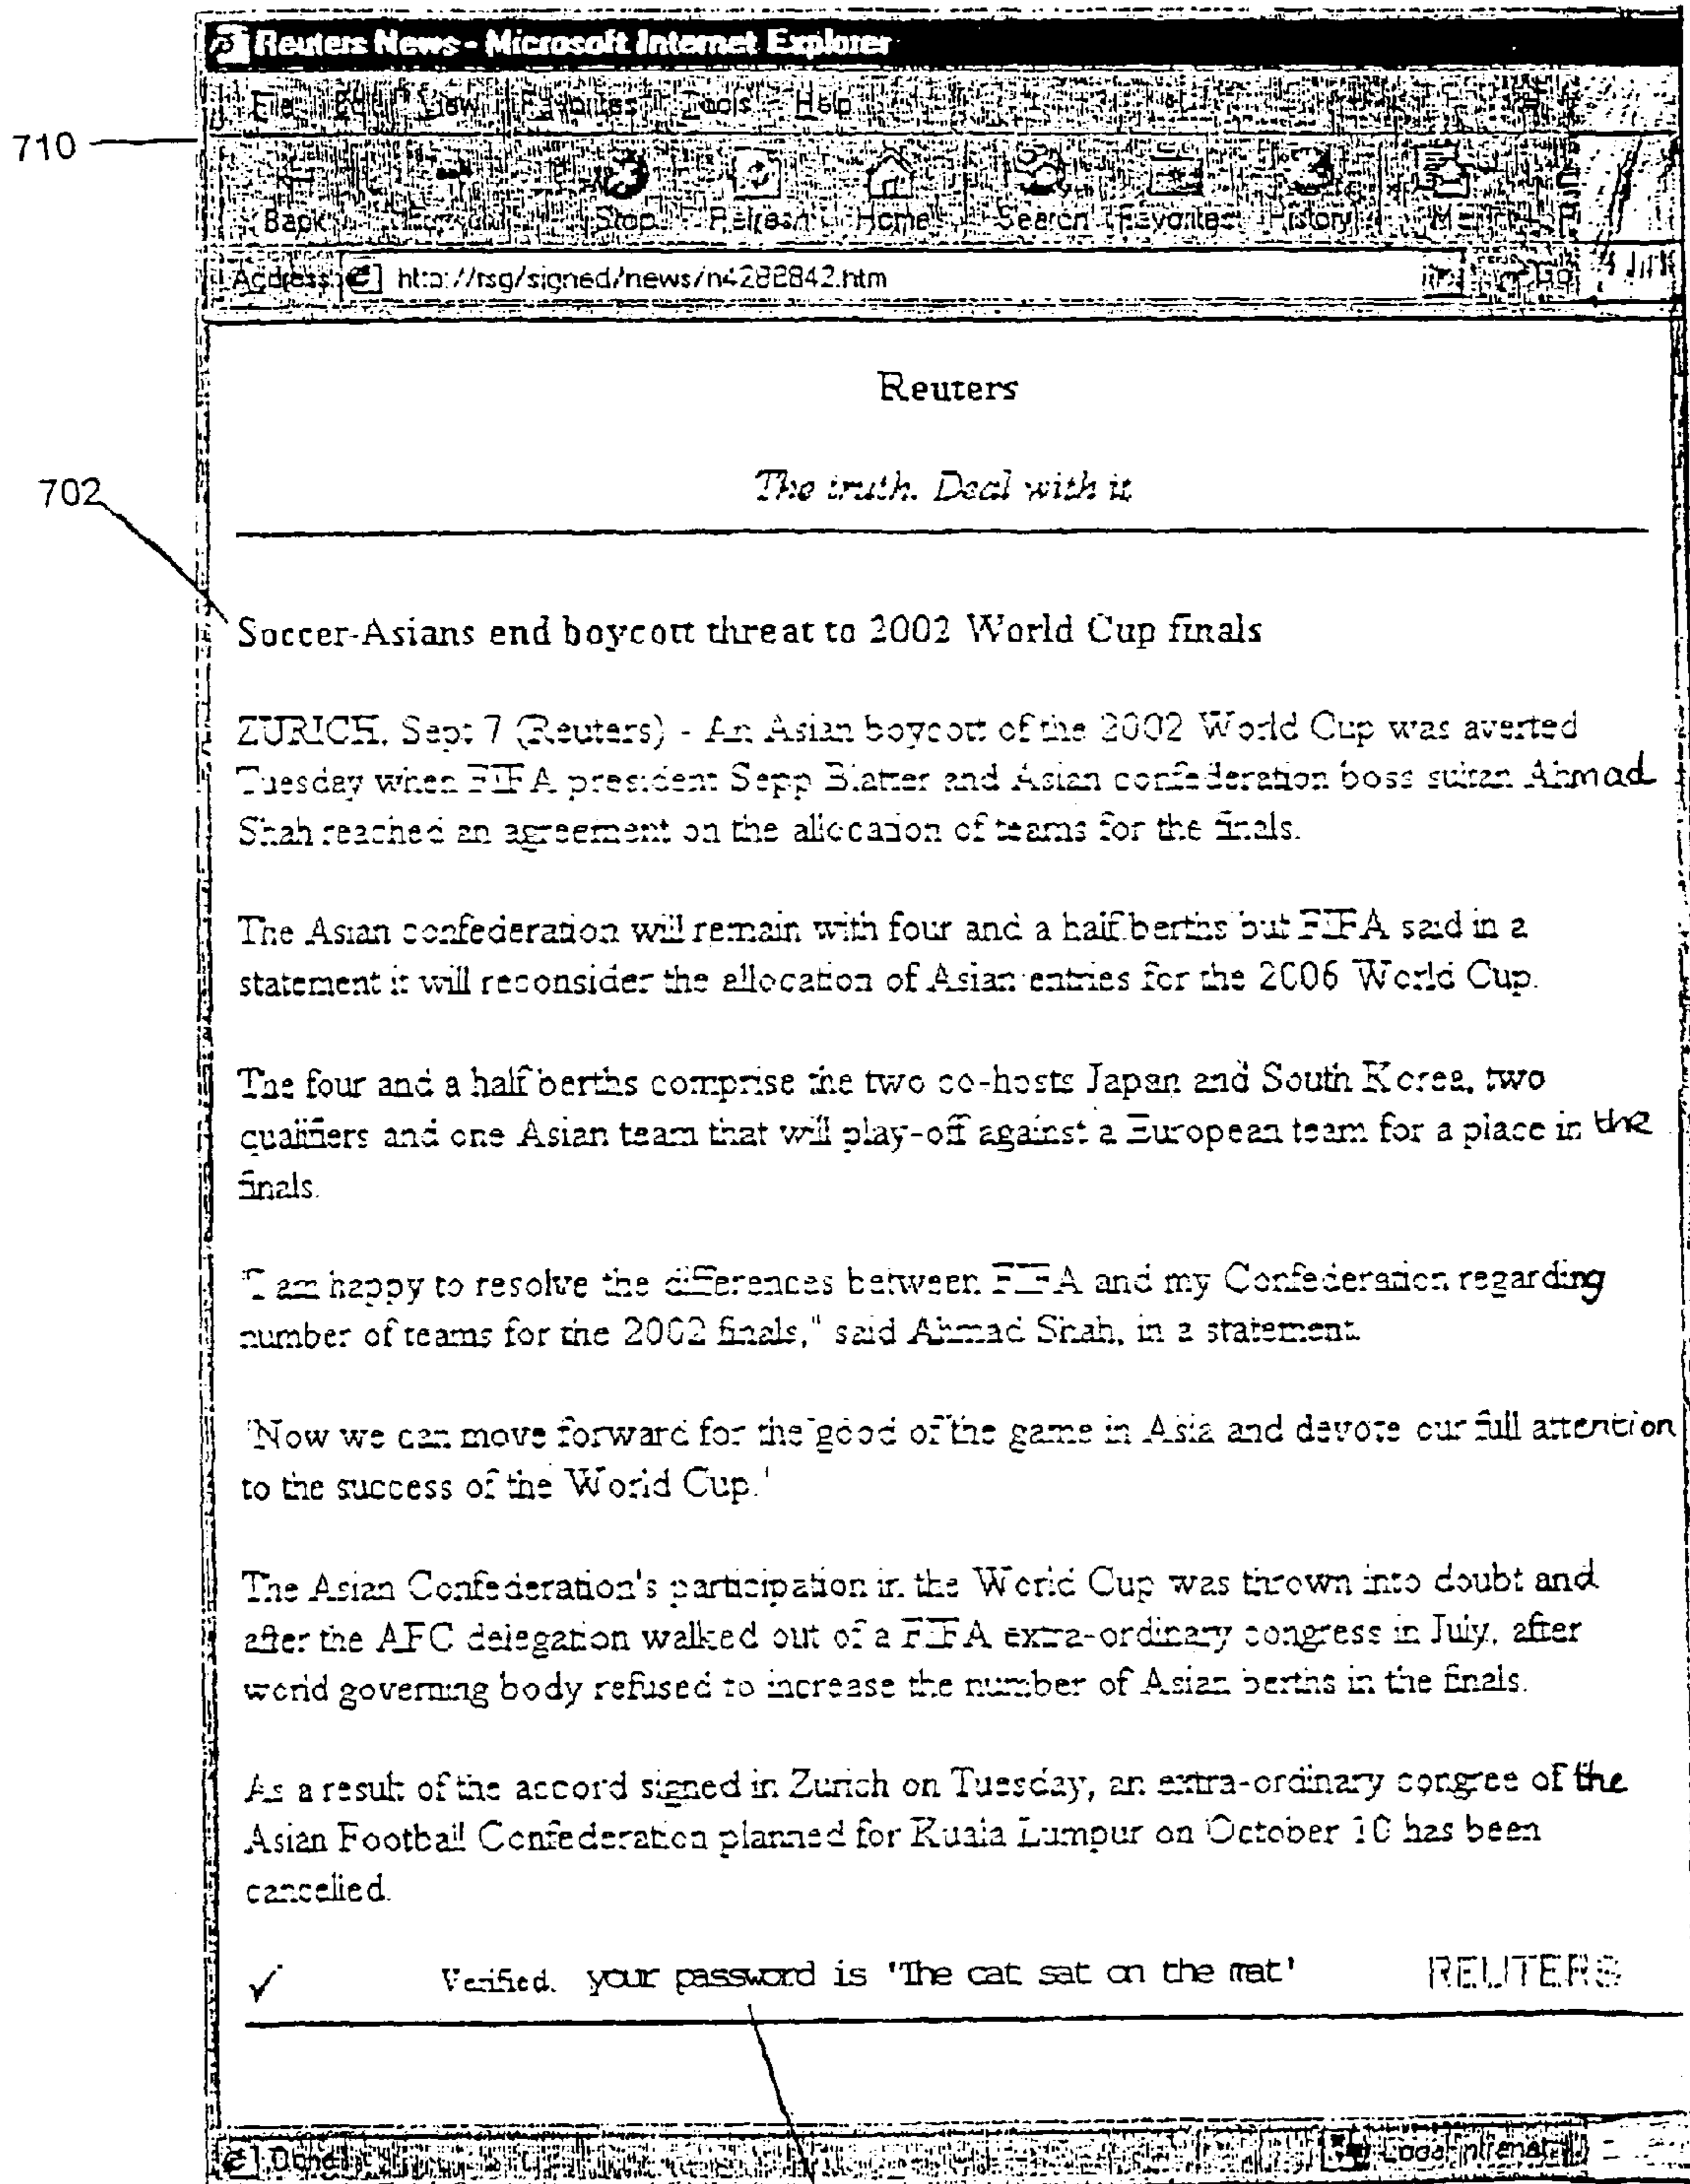 Reuters News - Microsoft Internet Explorer
File Edit View Favorites Tools Help
710
Back Forward Stop Refresh Home Search Favorites History
Address http://rsg/signed/news/n4282842.htm Go
Reuters
The truth. Deal with it
702
Soccer-Asians end boycott threat to 2002 World Cup finals
ZURICH, Sept 7 (Reuters) - An Asian boycott of the 2002 World Cup was averted
Tuesday when FIFA president Sepp Blatter and Asian confederation boss sultan Ahmad
Shah reached an agreement on the allocation of teams for the finals.
The Asian confederation will remain with four and a half berths but FIFA said in a
statement it will reconsider the allocation of Asian entries for the 2006 World Cup.
The four and a half berths comprise the two co-hosts Japan and South Korea, two
qualifiers and one Asian team that will play-off against a European team for a place in the
finals.
"I am happy to resolve the differences between FIFA and my Confederation regarding
number of teams for the 2002 finals," said Ahmad Shah, in a statement.
"Now we can move forward for the good of the game in Asia and devote our full attention
to the success of the World Cup.'
The Asian Confederation's participation in the World Cup was thrown into doubt and
after the AFC delegation walked out of a FIFA extra-ordinary congress in July, after
world governing body refused to increase the number of Asian berths in the finals.
As a result of the accord signed in Zurich on Tuesday, an extra-ordinary congree of the
Asian Football Confederation planned for Kuala Lumpur on October 10 has been
cancelled.
✓ Verified. your password is 'The cat sat on the mat' REUTERS
Done Local intranet